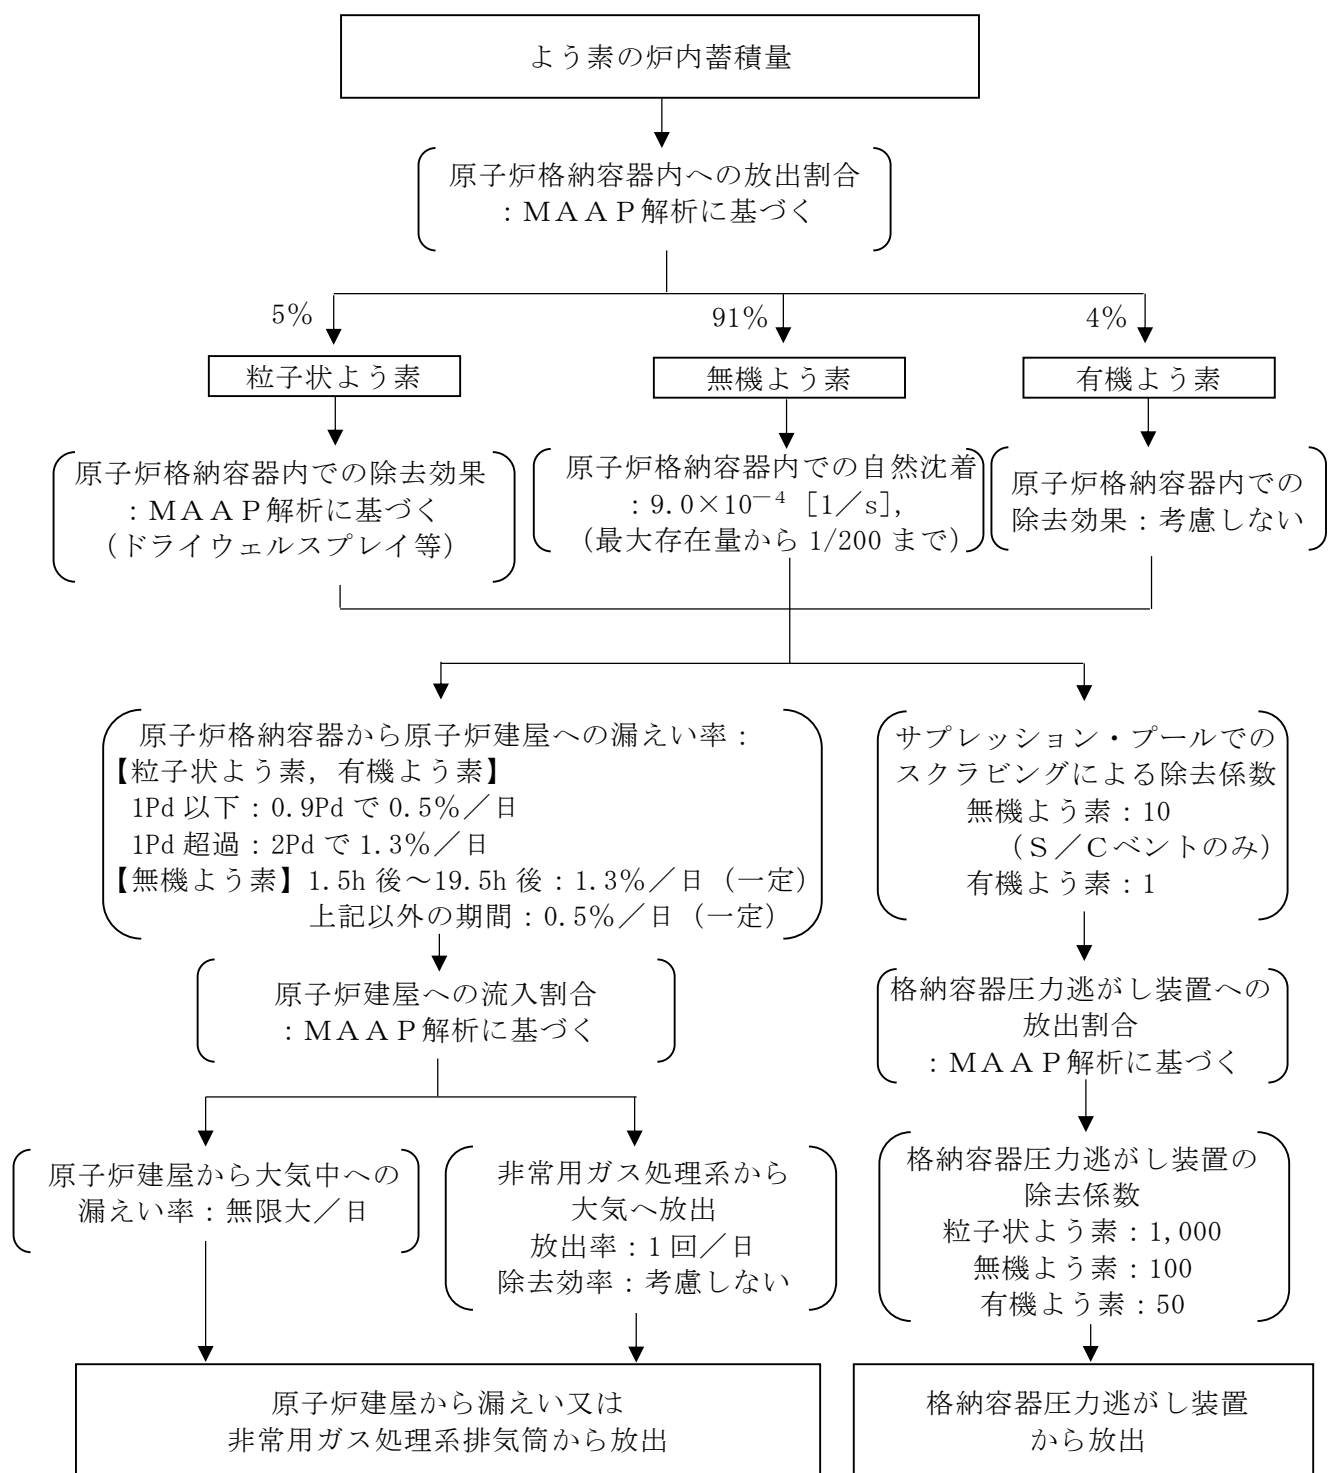 よう素の炉内蓄積量
原子炉格納容器内への放出割合
：ＭＡＡＰ解析に基づく
5％
91％
4％
粒子状よう素
無機よう素
有機よう素
原子炉格納容器内での除去効果
：ＭＡＡＰ解析に基づく
（ドライウェルスプレイ等）
原子炉格納容器内での自然沈着
：9.0×10⁻⁴［1／s］，
（最大存在量から 1/200 まで）
原子炉格納容器内での
除去効果：考慮しない
原子炉格納容器から原子炉建屋への漏えい率：
【粒子状よう素，有機よう素】
1Pd 以下：0.9Pd で 0.5％／日
1Pd 超過：2Pd で 1.3％／日
【無機よう素】1.5h 後～19.5h 後：1.3％／日（一定）
上記以外の期間：0.5％／日（一定）
サプレッション・プールでの
スクラビングによる除去係数
無機よう素：10
（Ｓ／Ｃベントのみ）
有機よう素：1
原子炉建屋への流入割合
：ＭＡＡＰ解析に基づく
格納容器圧力逃がし装置への
放出割合
：ＭＡＡＰ解析に基づく
原子炉建屋から大気中への
漏えい率：無限大／日
非常用ガス処理系から
大気へ放出
放出率：1 回／日
除去効率：考慮しない
格納容器圧力逃がし装置の
除去係数
粒子状よう素：1,000
無機よう素：100
有機よう素：50
原子炉建屋から漏えい又は
非常用ガス処理系排気筒から放出
格納容器圧力逃がし装置
から放出